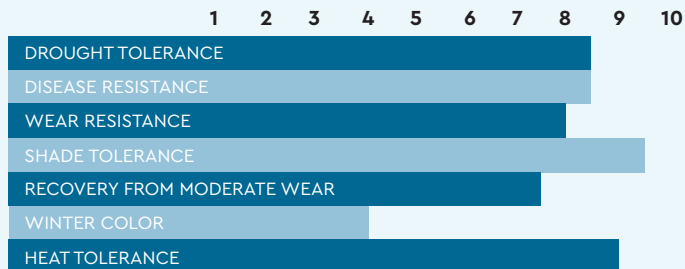 1 2 3 4 5 6 7 8 9 10
DROUGHT TOLERANCE
DISEASE RESISTANCE
WEAR RESISTANCE
SHADE TOLERANCE
RECOVERY FROM MODERATE WEAR
WINTER COLOR
HEAT TOLERANCE